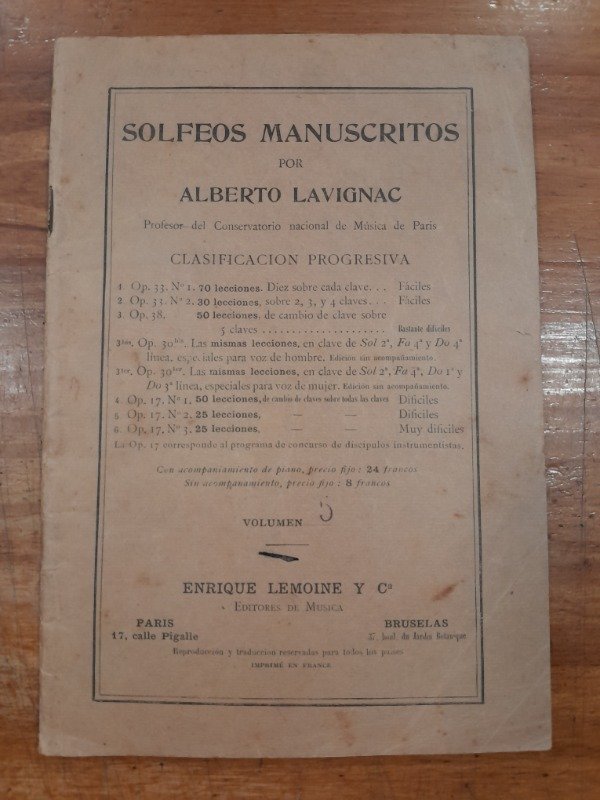 SOLFEOS MANUSCRITOS
POR
ALBERTO LAVIGNAC
Profesor del Conservatorio nacional de Música de Paris
CLASIFICACION PROGRESIVA
1 Op. 33. Nº 1. 70 lecciones. Diez sobre cada clave... Fáciles
2 Op. 33. Nº 2. 30 lecciones, sobre 2, 3, y 4 claves... Fáciles
3 Op. 38. 50 lecciones, de cambio de clave sobre
5 claves .................... Bastante difíciles
3bis. Op. 30bis. Las mismas lecciones, en clave de Sol 2ª, Fa 4ª y Do 4ª
línea, especiales para voz de hombre. Edición sin acompañamiento.
3ter. Op. 30ter. Las mismas lecciones, en clave de Sol 2ª, Fa 4ª, Do 1ª y
Do 3ª línea, especiales para voz de mujer. Edición sin acompañamiento.
4 Op. 17. Nº 1. 50 lecciones, de cambio de claves sobre todas las claves Difíciles
5 Op. 17. Nº 2. 25 lecciones, — — Difíciles
6 Op. 17. Nº 3. 25 lecciones, — — Muy difíciles
La Op. 17 corresponde al programa de concurso de discípulos instrumentistas.
Con acompaniamiento de piano, precio fijo : 24 francos
Sin acompañamiento, precio fijo : 8 francos
VOLUMEN 5
ENRIQUE LEMOINE Y Cª
EDITORES DE MUSICA
PARIS BRUSELAS
17, calle Pigalle 37, boul. du Jardin Botanique
Reproducción y traducción reservadas para todos los paises
IMPRIMÉ EN FRANCE